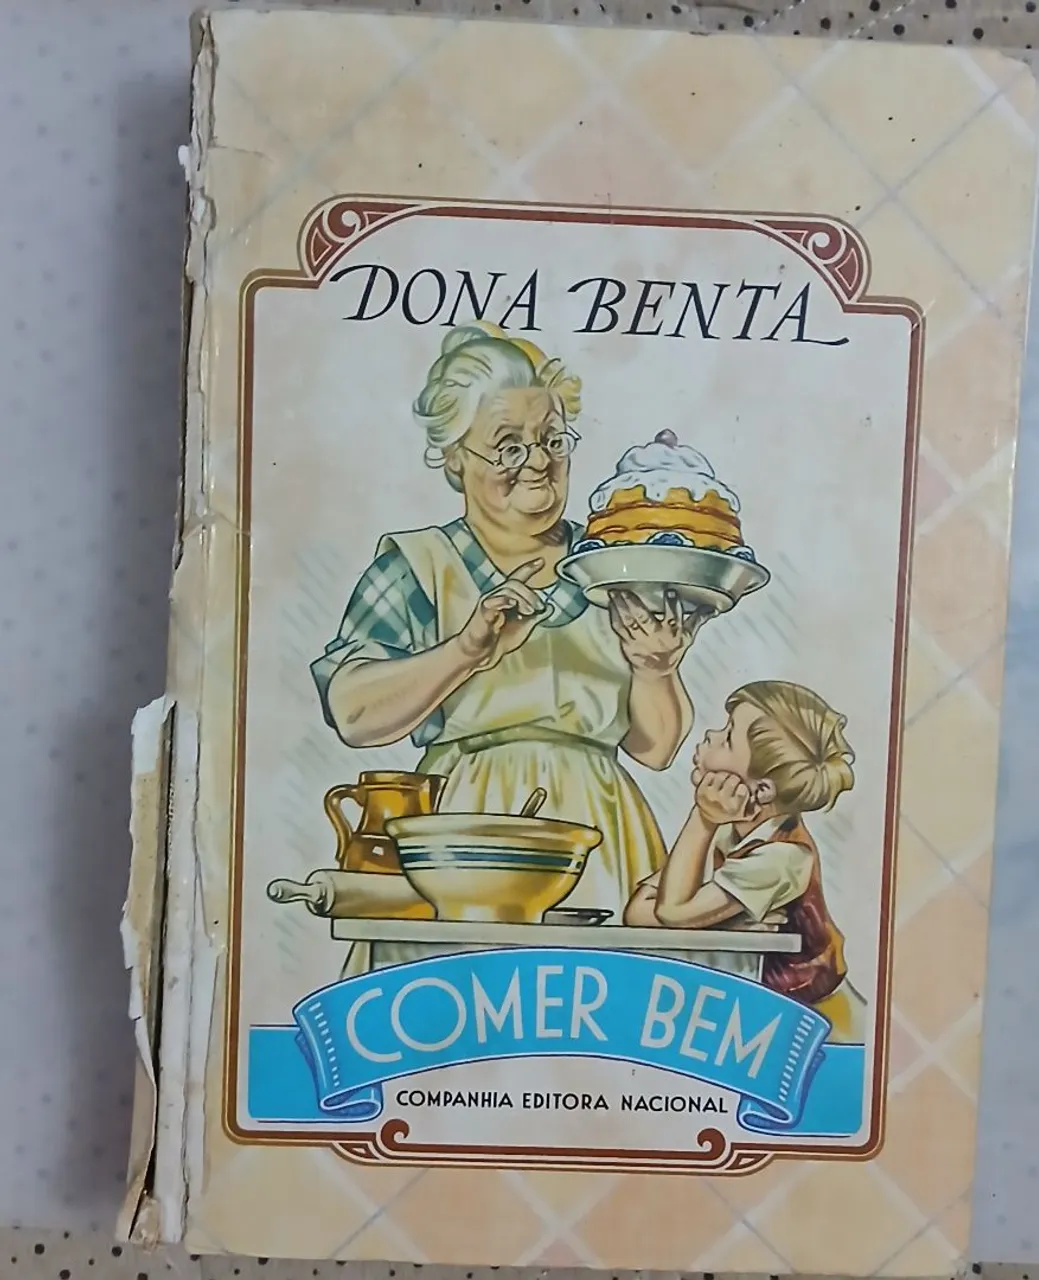 DONA BENTA
COMER BEM
COMPANHIA EDITORA NACIONAL